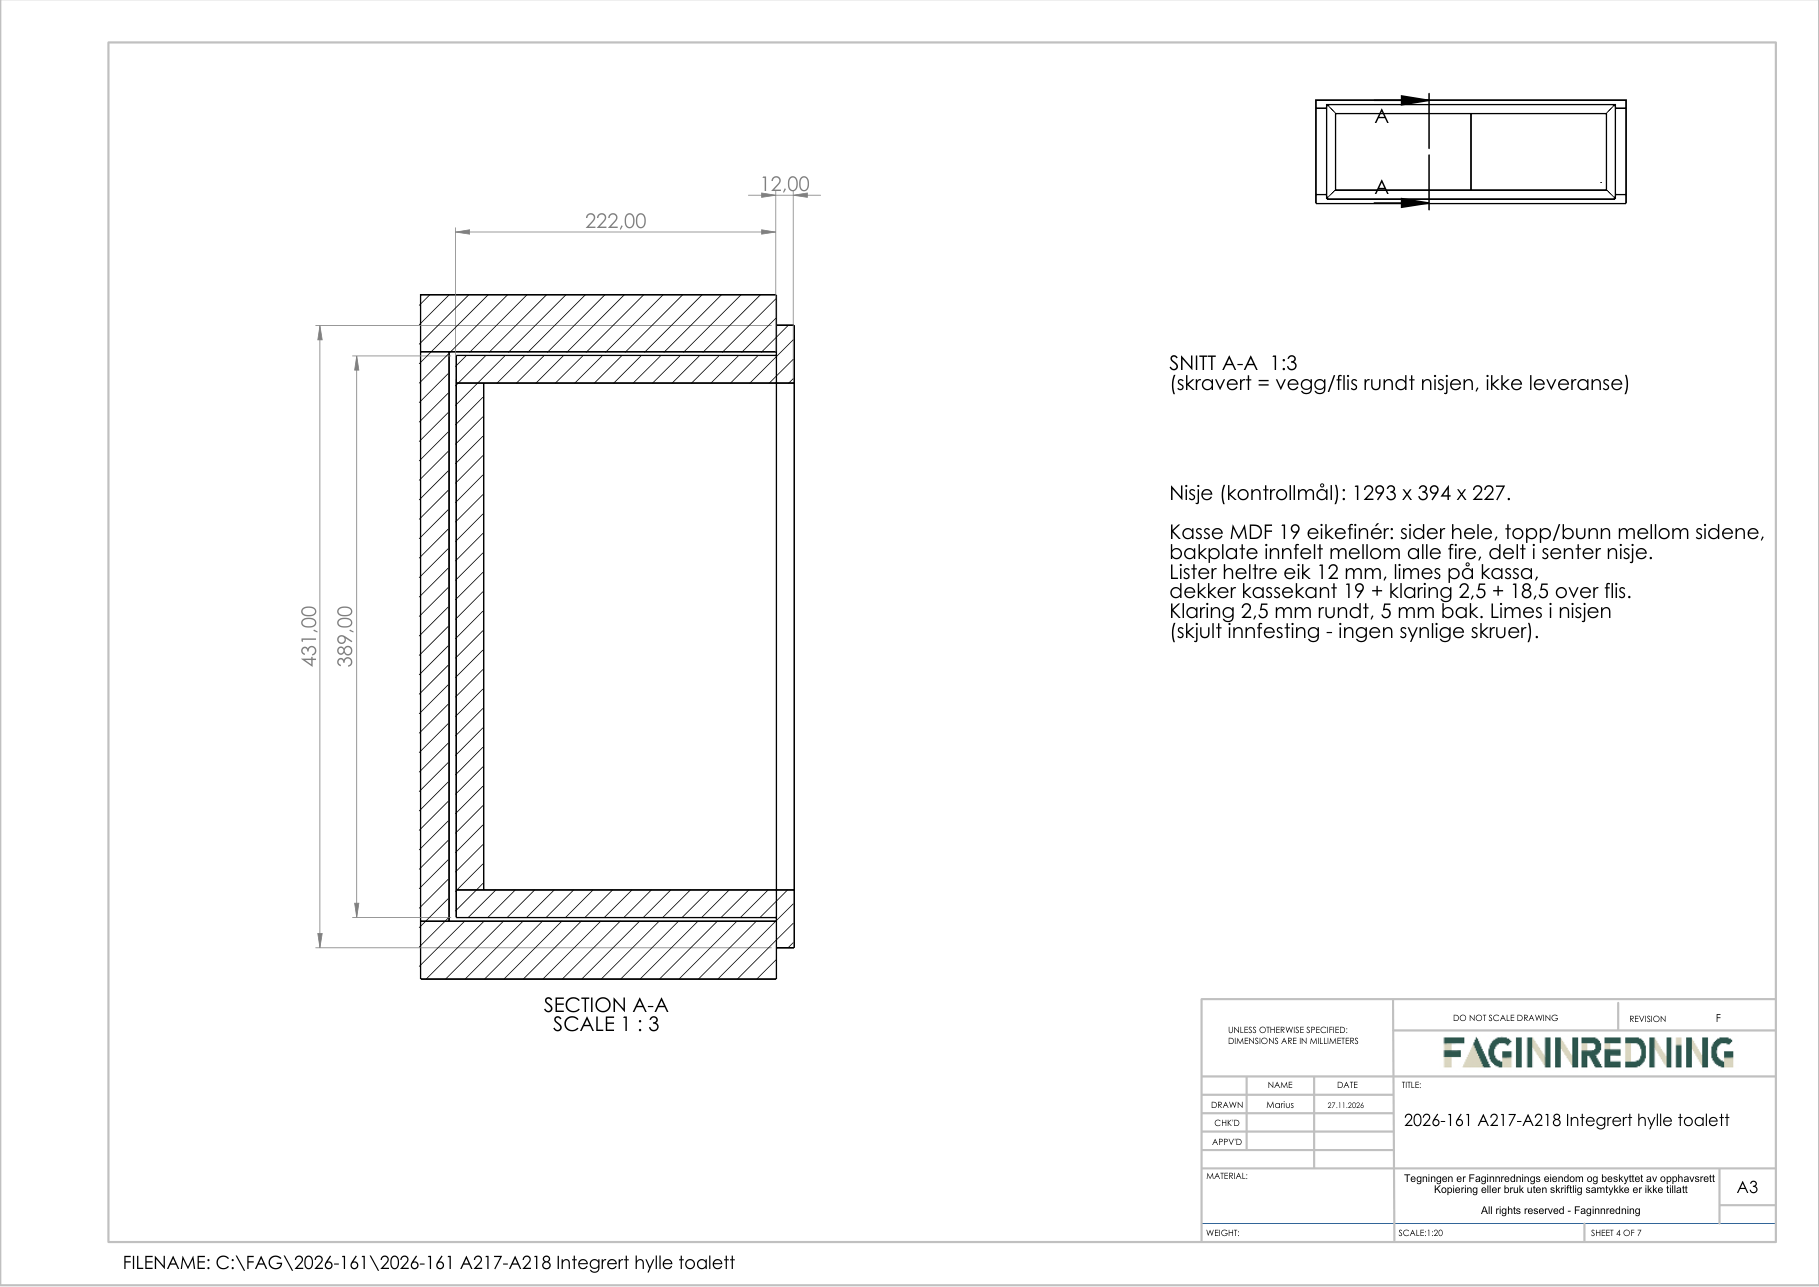 A
A
12,00
222,00
431,00
389,00
SECTION A-A
SCALE 1 : 3
SNITT A-A  1:3
(skravert = vegg/flis rundt nisjen, ikke leveranse)
Nisje (kontrollmål): 1293 x 394 x 227.
Kasse MDF 19 eikefinér: sider hele, topp/bunn mellom sidene,
bakplate innfelt mellom alle fire, delt i senter nisje.
Lister heltre eik 12 mm, limes på kassa,
dekker kassekant 19 + klaring 2,5 + 18,5 over flis.
Klaring 2,5 mm rundt, 5 mm bak. Limes i nisjen
(skjult innfesting - ingen synlige skruer).
UNLESS OTHERWISE SPECIFIED:
DIMENSIONS ARE IN MILLIMETERS
DO NOT SCALE DRAWING
REVISION F
FAGINNREDNING
NAME DATE
DRAWN Marius 27.11.2026
CHK'D
APPV'D
TITLE:
2026-161 A217-A218 Integrert hylle toalett
MATERIAL:
Tegningen er Faginnrednings eiendom og beskyttet av opphavsrett
Kopiering eller bruk uten skriftlig samtykke er ikke tillatt
All rights reserved - Faginnredning
A3
WEIGHT:
SCALE:1:20
SHEET 4 OF 7
FILENAME: C:\FAG\2026-161\2026-161 A217-A218 Integrert hylle toalett